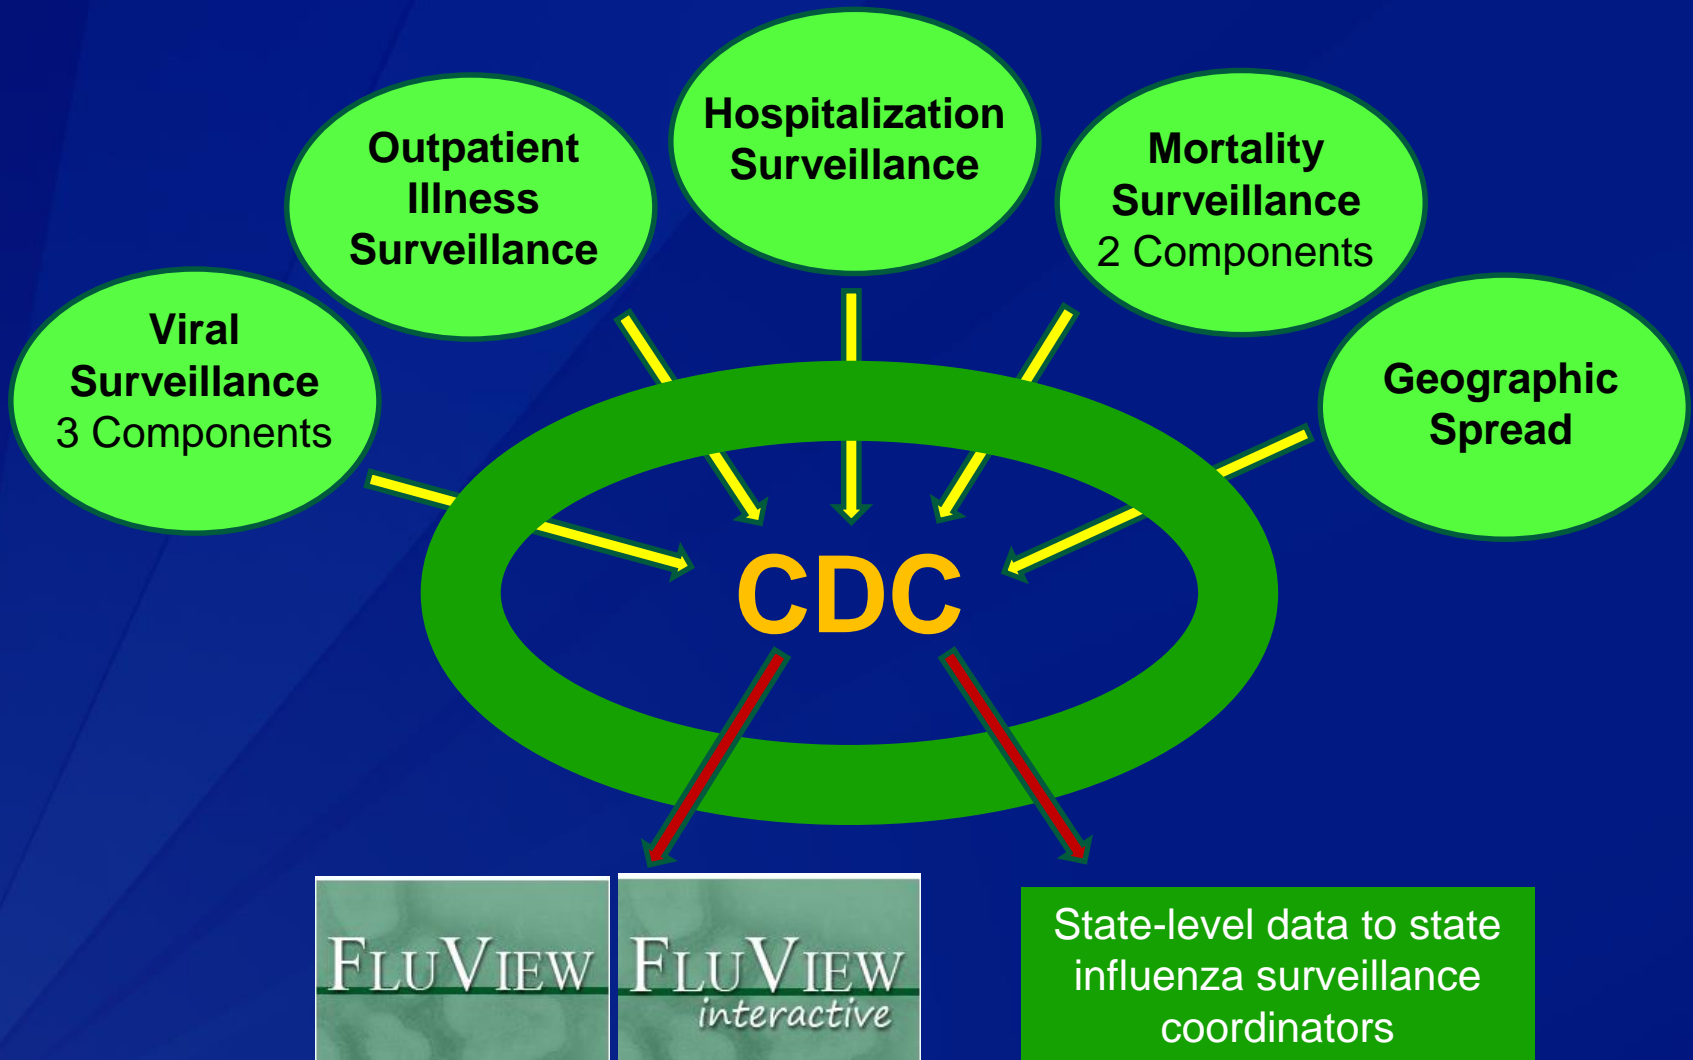 Hospitalization
Surveillance
Outpatient
Illness
Surveillance
Mortality
Surveillance
2 Components
Viral
Surveillance
3 Components
Geographic
Spread
CDC
FLUVIEW
FLUVIEW
interactive
State-level data to state
influenza surveillance
coordinators